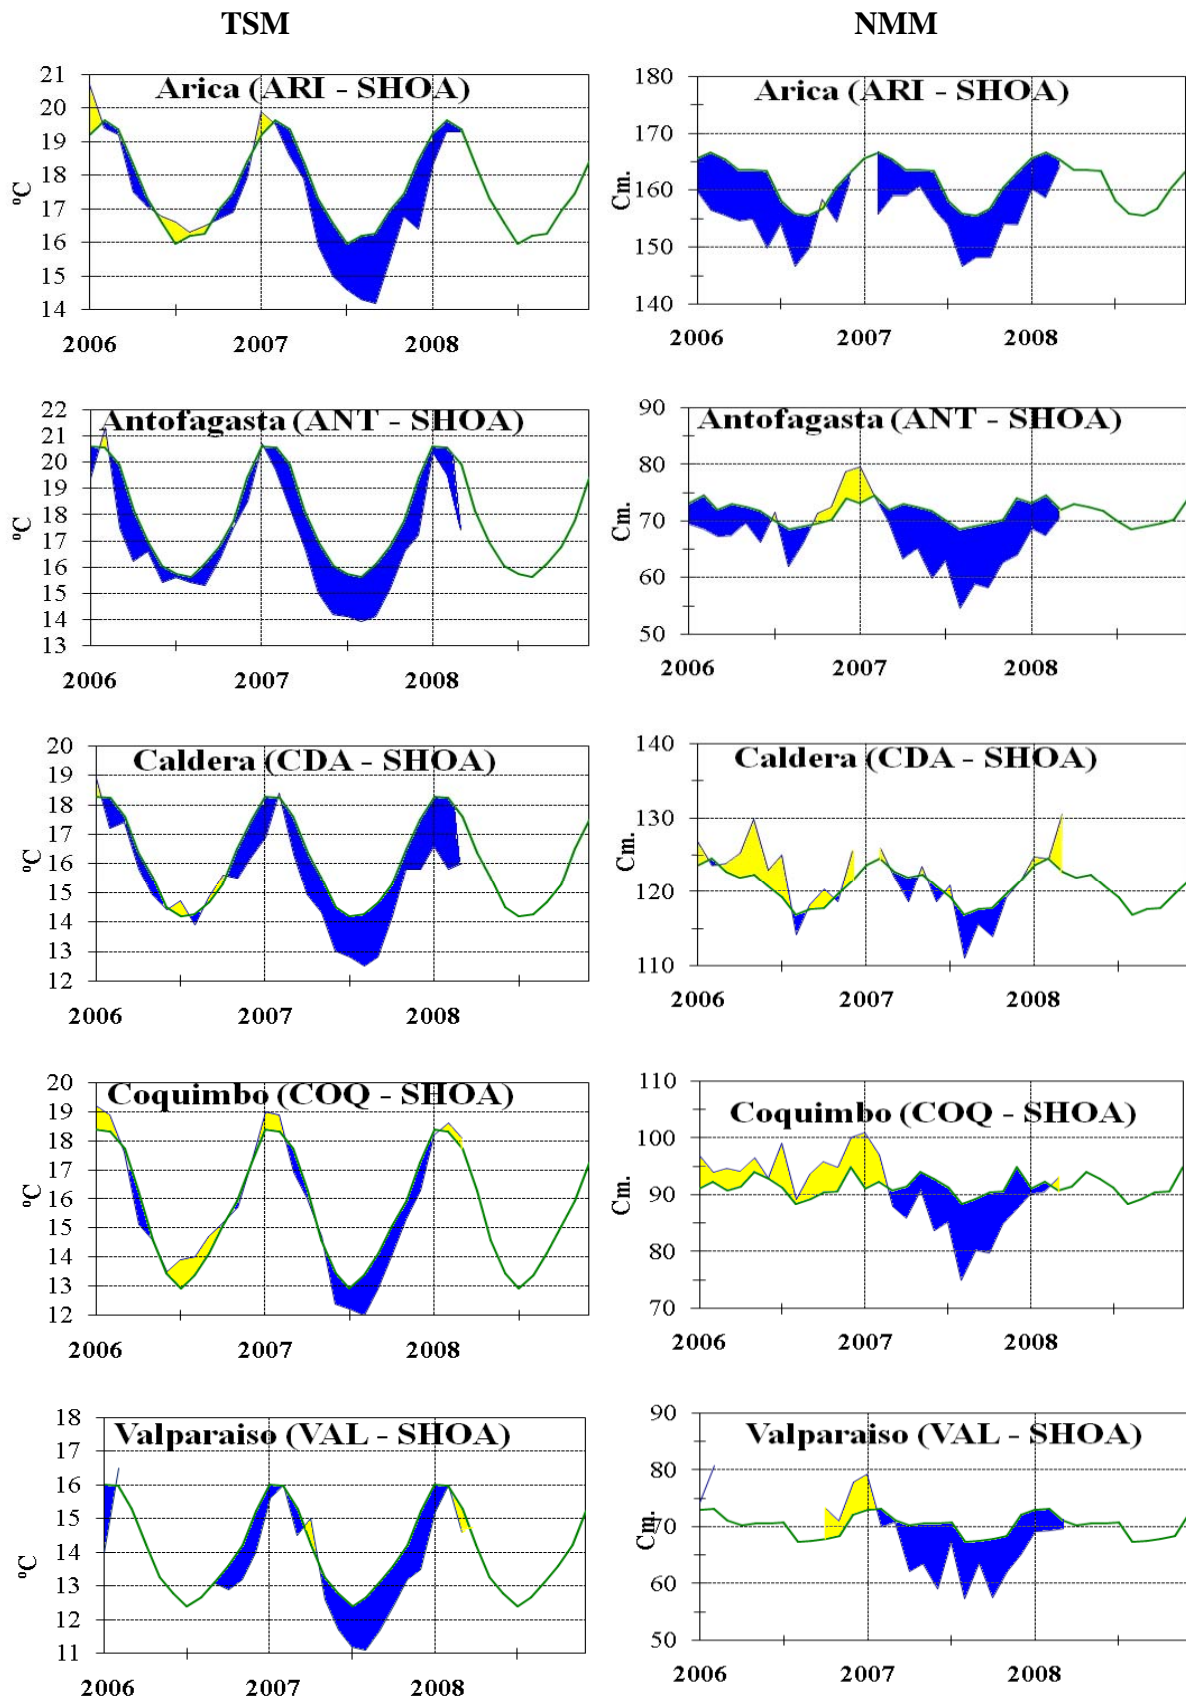 TSM
NMM
Arica (ARI - SHOA)
21
20
19
18
17
16
15
14
ºC
2006 2007 2008
Arica (ARI - SHOA)
180
170
160
150
140
Cm.
2006 2007 2008
Antofagasta (ANT - SHOA)
22
21
20
19
18
17
16
15
14
13
ºC
2006 2007 2008
Antofagasta (ANT - SHOA)
90
80
70
60
50
Cm.
2006 2007 2008
Caldera (CDA - SHOA)
20
19
18
17
16
15
14
13
12
ºC
2006 2007 2008
Caldera (CDA - SHOA)
140
130
120
110
Cm.
2006 2007 2008
Coquimbo (COQ - SHOA)
20
19
18
17
16
15
14
13
12
ºC
2006 2007 2008
Coquimbo (COQ - SHOA)
110
100
90
80
70
Cm.
2006 2007 2008
Valparaiso (VAL - SHOA)
18
17
16
15
14
13
12
11
ºC
2006 2007 2008
Valparaiso (VAL - SHOA)
90
80
70
60
50
Cm.
2006 2007 2008